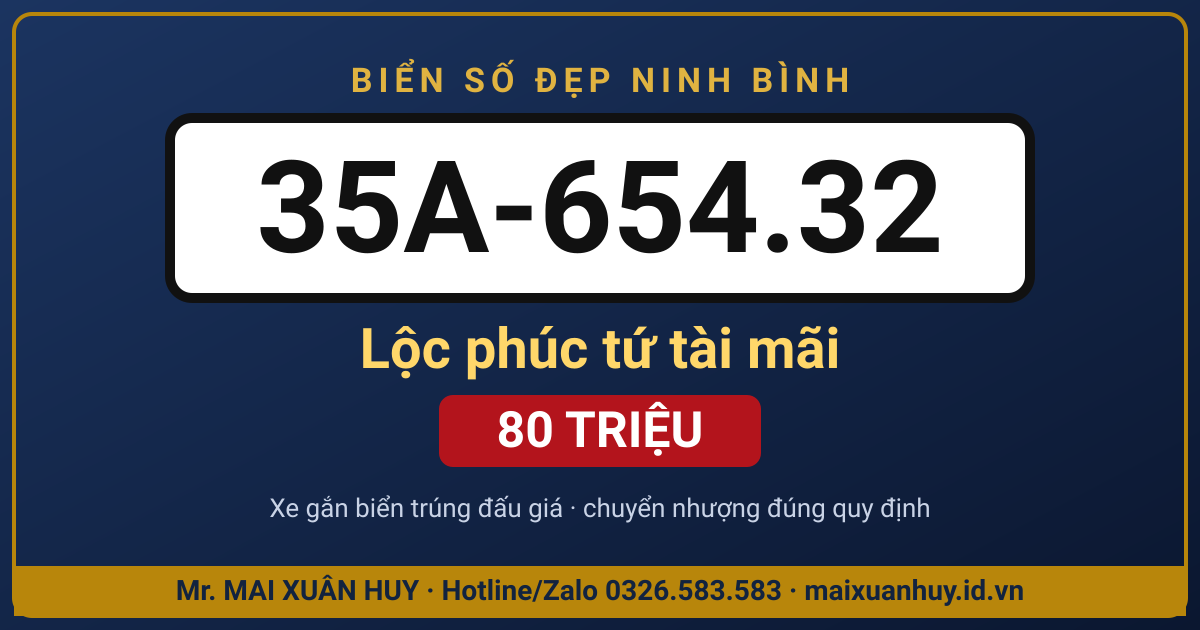 BIỂN SỐ ĐẸP NINH BÌNH
35A-654.32
Lộc phúc tứ tài mãi
80 TRIỆU
Xe gắn biển trúng đấu giá · chuyển nhượng đúng quy định
Mr. MAI XUÂN HUY · Hotline/Zalo 0326.583.583 · maixuanhuy.id.vn